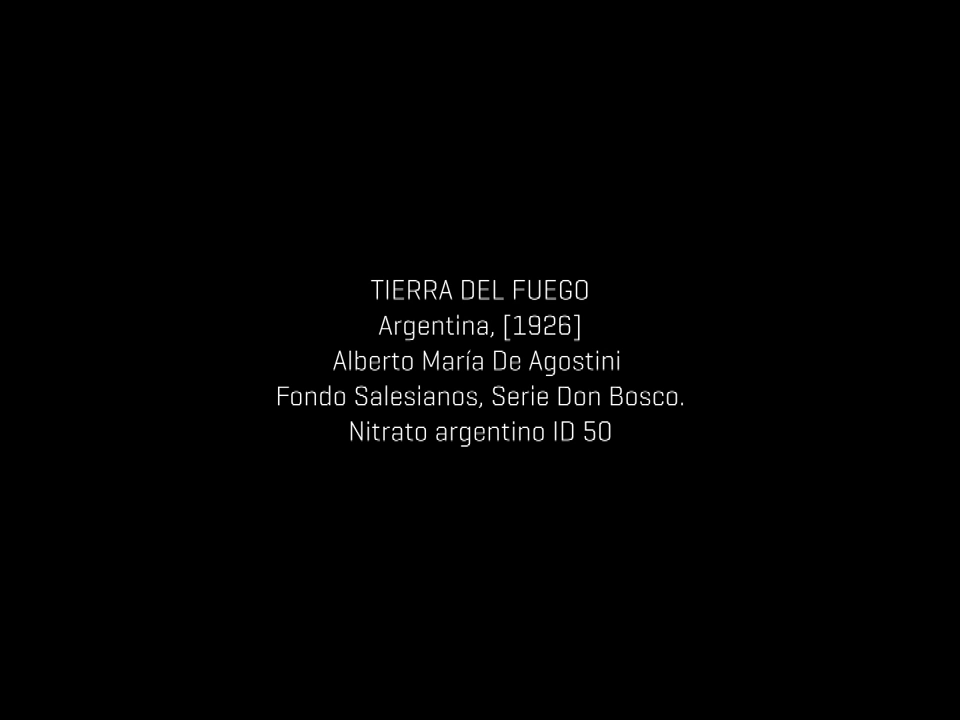 TIERRA DEL FUEGO
Argentina, [1926]
Alberto María De Agostini
Fondo Salesianos, Serie Don Bosco.
Nitrato argentino ID 50